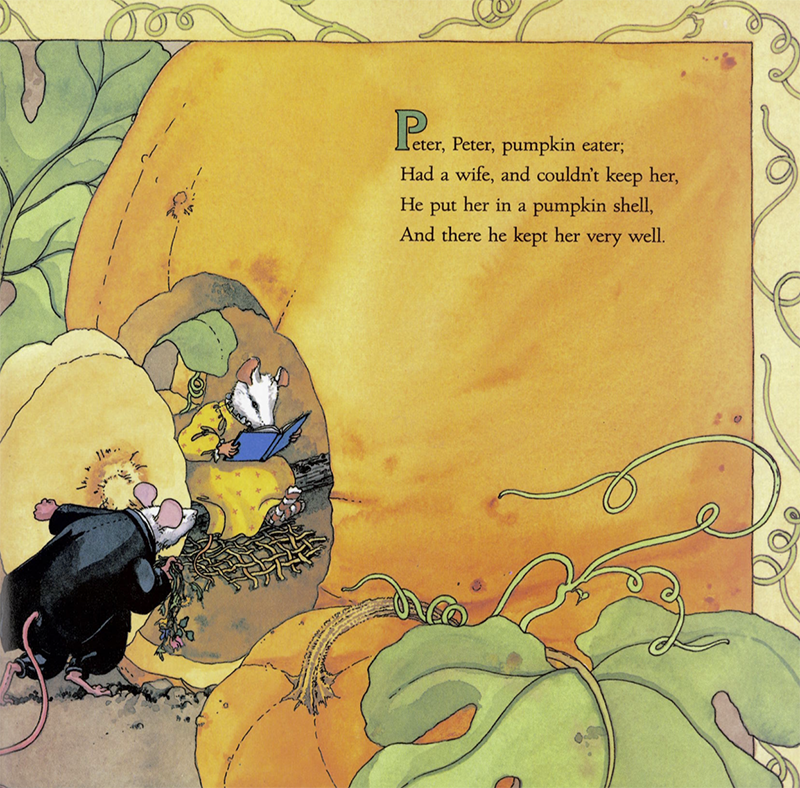 Peter, Peter, pumpkin eater;
Had a wife, and couldn't keep her,
He put her in a pumpkin shell,
And there he kept her very well.